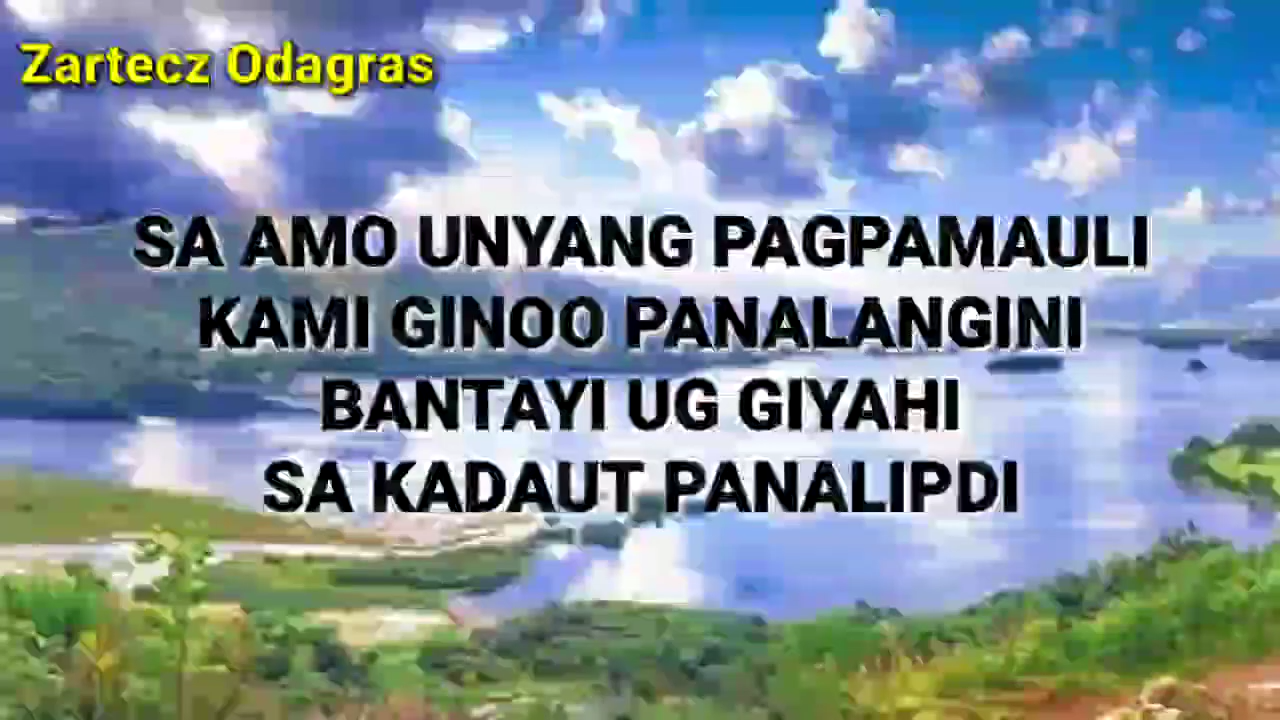 Zartecz Odagras
SA AMO UNYANG PAGPAMAULI
KAMI GINOO PANALANGINI
BANTAYI UG GIYAHI
SA KADAUT PANALIPDI